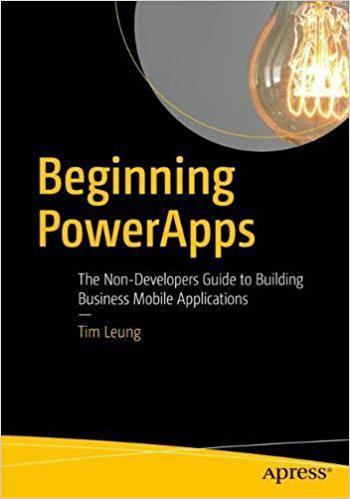 Beginning
PowerApps
The Non-Developers Guide to Building
Business Mobile Applications
—
Tim Leung
Apress®